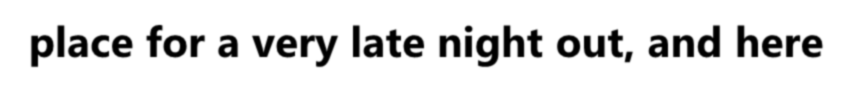 place for a very late night out, and here